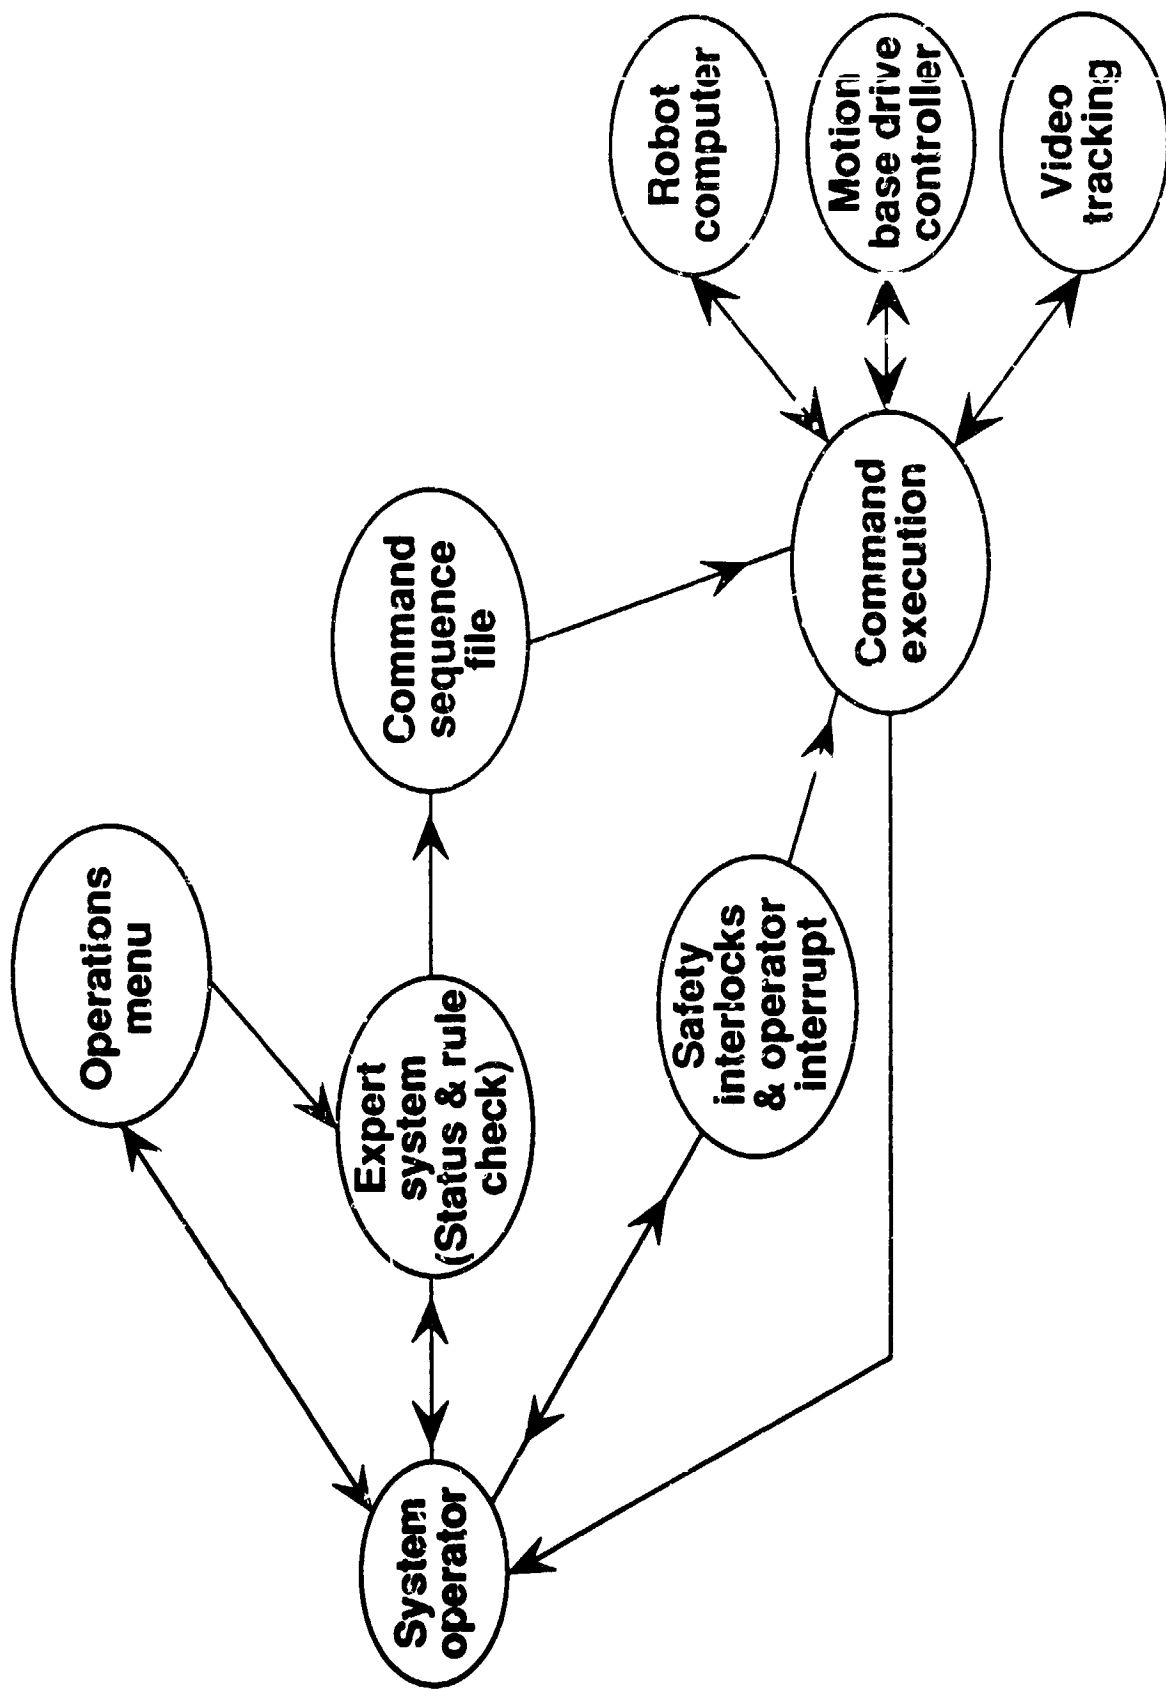 Operations
menu
System
operator
Expert
system
(Status & rule
check)
Command
sequence
file
Safety
interlocks
& operator
interrupt
Command
execution
Robot
computer
Motion
base drive
controller
Video
tracking